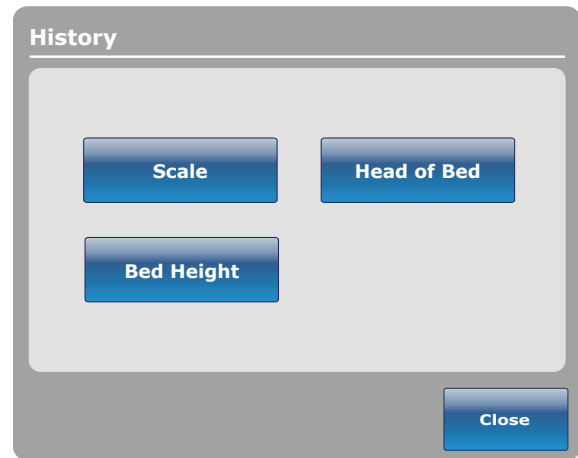 History
Scale
Head of Bed
Bed Height
Close